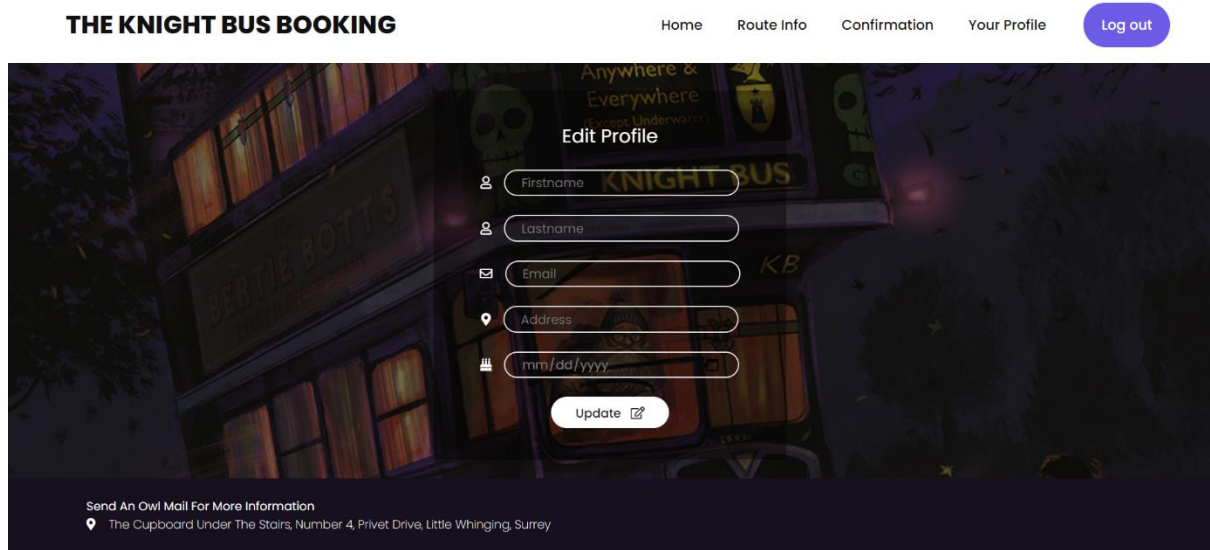 THE KNIGHT BUS BOOKING
Home Route Info Confirmation Your Profile Log out
Anywhere &
Everywhere
(Except Underwater)
Edit Profile
KNIGHT BUS
Firstname
BERTIE BOTT'S
Lastname
KB
Email
Address
mm/dd/yyyy
Update
Send An Owl Mail For More Information
The Cupboard Under The Stairs, Number 4, Privet Drive, Little Whinging, Surrey